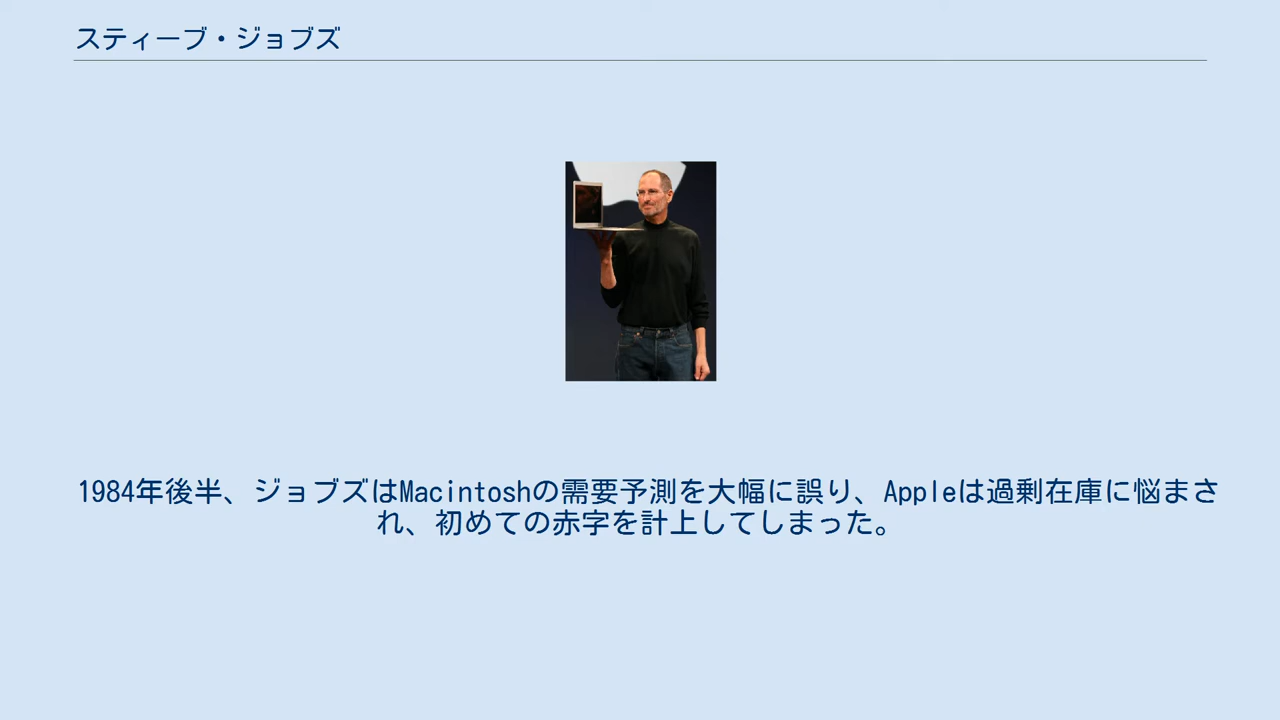 スティーブ・ジョブズ
1984年後半、ジョブズはMacintoshの需要予測を大幅に誤り、Appleは過剰在庫に悩まさ
れ、初めての赤字を計上してしまった。